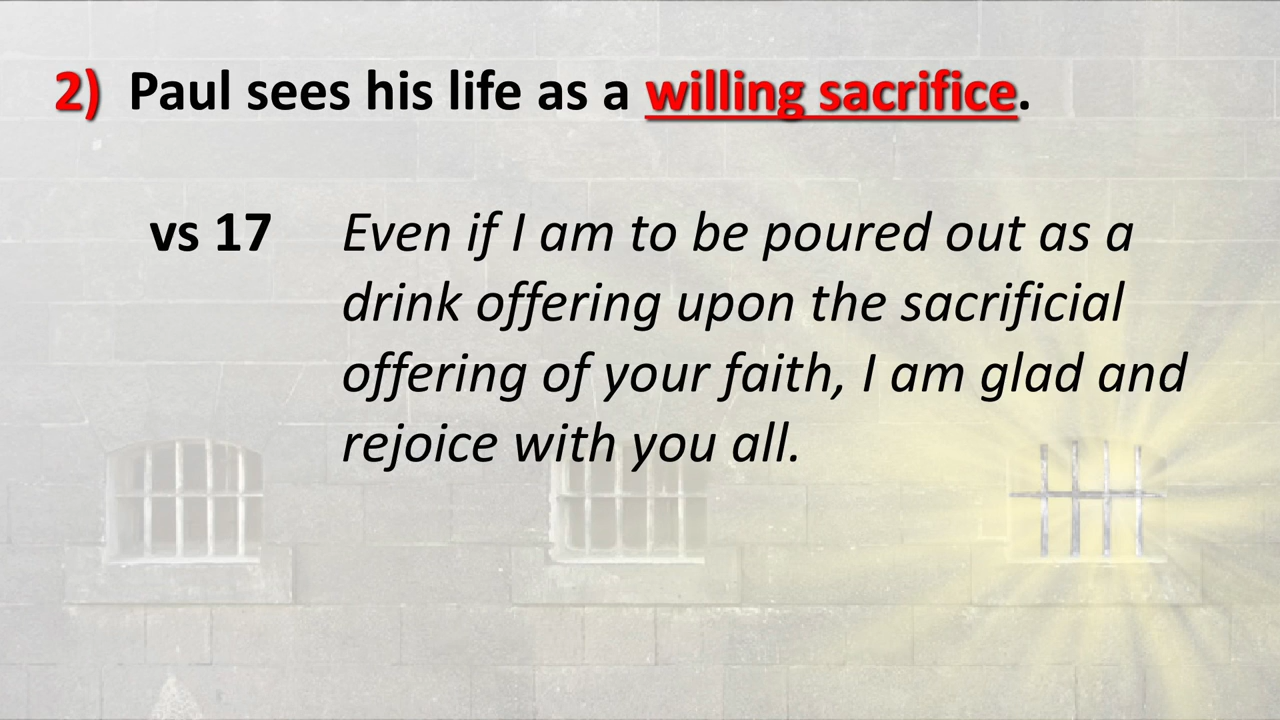 2) Paul sees his life as a willing sacrifice.
vs 17 Even if I am to be poured out as a
drink offering upon the sacrificial
offering of your faith, I am glad and
rejoice with you all.